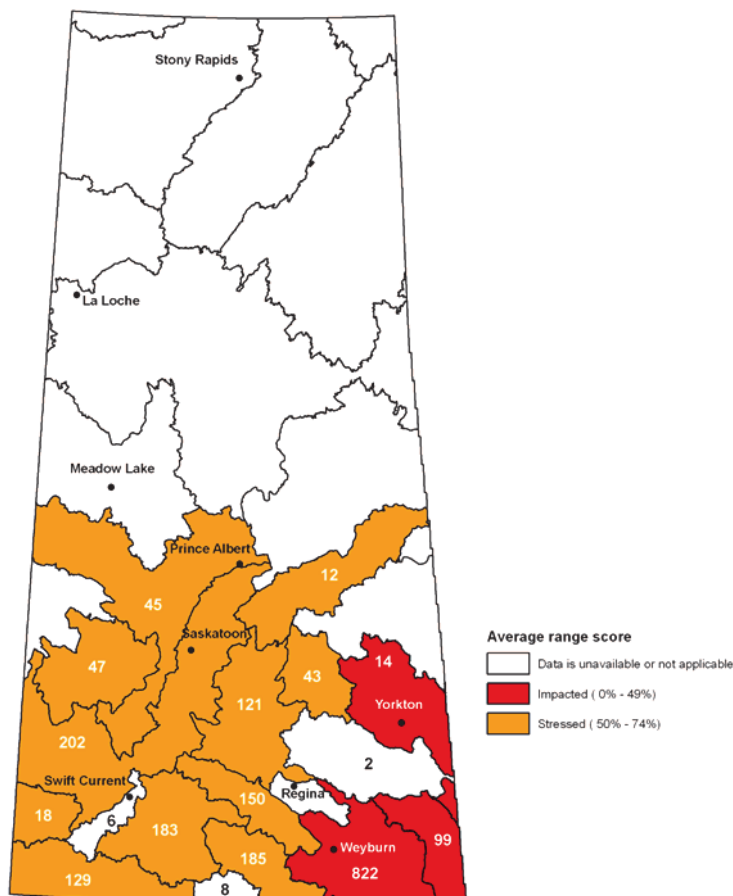 Stony Rapids
La Loche
Meadow Lake
Prince Albert
12
45
Saskatoon
47
43
14
121
Yorkton
202
2
Swift Current
150
Regina
18
6
183
99
Weyburn
185
822
129
8
Average range score
Data is unavailable or not applicable
Impacted ( 0% - 49%)
Stressed ( 50% - 74%)